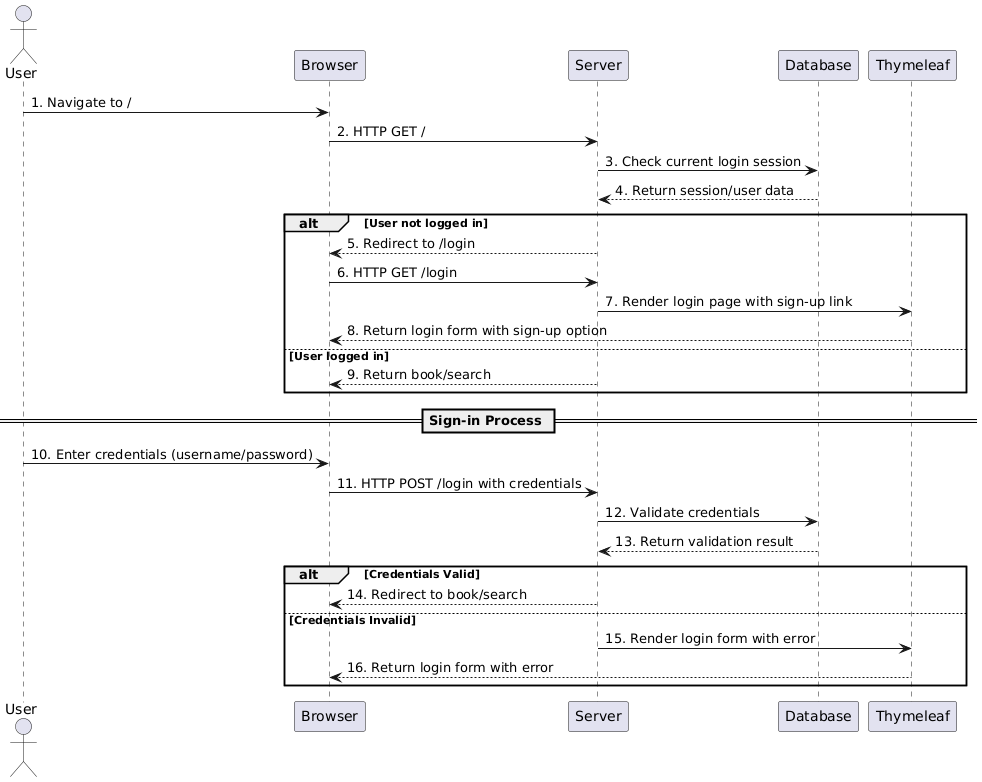 User
Browser
Server
Database
Thymeleaf
1. Navigate to /
2. HTTP GET /
3. Check current login session
4. Return session/user data
alt
[User not logged in]
5. Redirect to /login
6. HTTP GET /login
7. Render login page with sign-up link
8. Return login form with sign-up option
[User logged in]
9. Return book/search
Sign-in Process
10. Enter credentials (username/password)
11. HTTP POST /login with credentials
12. Validate credentials
13. Return validation result
alt
[Credentials Valid]
14. Redirect to book/search
[Credentials Invalid]
15. Render login form with error
16. Return login form with error
User
Browser
Server
Database
Thymeleaf